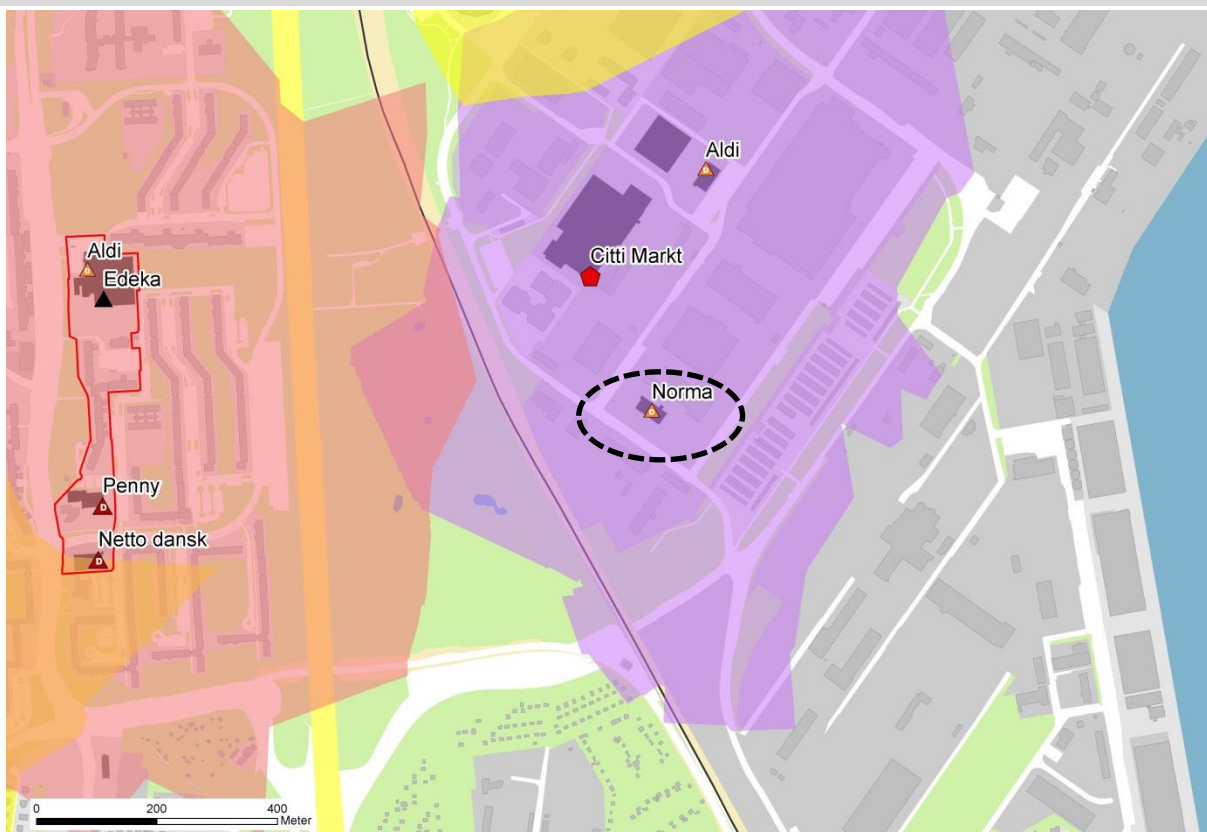 Aldi
D
Aldi
D
Edeka
Citti Markt
Norma
D
Penny
D
Netto dansk
D
0 200 400
Meter